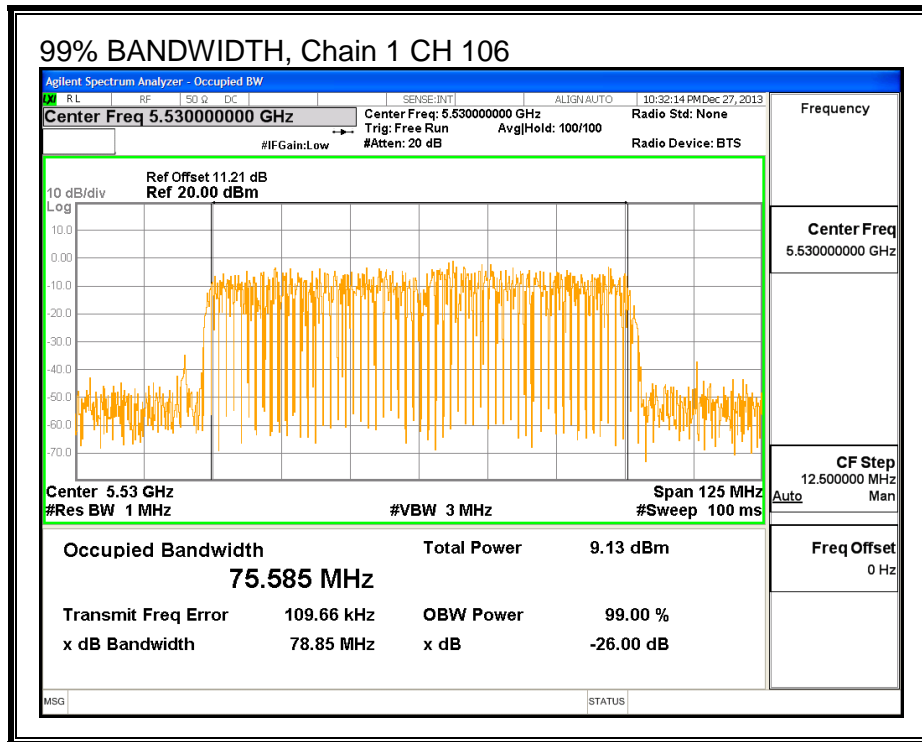 99% BANDWIDTH, Chain 1 CH 106
Agilent Spectrum Analyzer - Occupied BW
LXI RL RF 50 Ω DC SENSE:INT ALIGN AUTO 10:32:14 PM Dec 27, 2013
Center Freq 5.530000000 GHz
Center Freq: 5.530000000 GHz
Radio Std: None
Trig: Free Run Avg|Hold: 100/100
#IFGain:Low
#Atten: 20 dB
Radio Device: BTS
Frequency
Ref Offset 11.21 dB
10 dB/div Ref 20.00 dBm
Log
10.0
0.00
-10.0
-20.0
-30.0
-40.0
-50.0
-60.0
-70.0
Center Freq
5.530000000 GHz
CF Step
12.500000 MHz
Auto Man
Center 5.53 GHz Span 125 MHz
#Res BW 1 MHz #VBW 3 MHz #Sweep 100 ms
Freq Offset
0 Hz
Occupied Bandwidth Total Power 9.13 dBm
75.585 MHz
Transmit Freq Error 109.66 kHz OBW Power 99.00 %
x dB Bandwidth 78.85 MHz x dB -26.00 dB
MSG STATUS